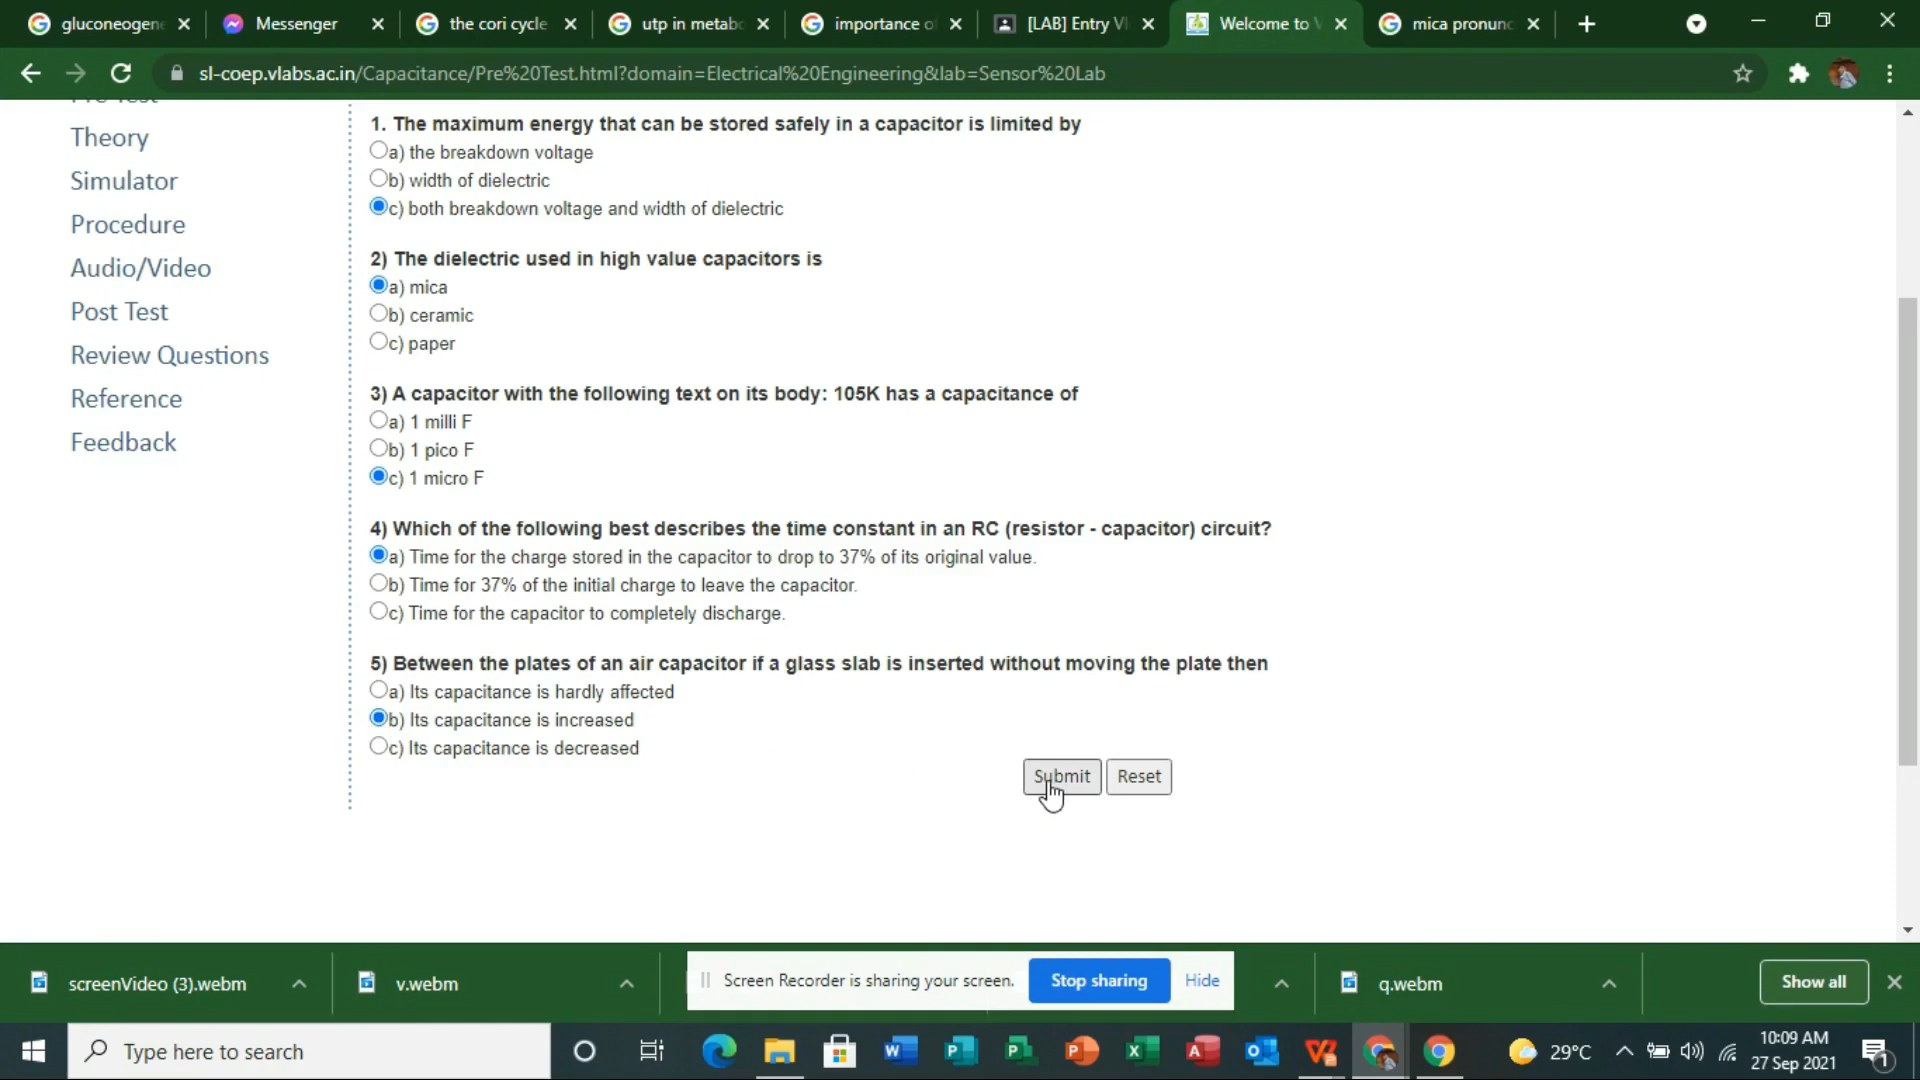 gluconeogene
Messenger
the cori cycle
utp in metabo
importance o
[LAB] Entry Vi
Welcome to V
mica pronunc
sl-coep.vlabs.ac.in/Capacitance/Pre%20Test.html?domain=Electrical%20Engineering&lab=Sensor%20Lab
Pre Test
Theory
Simulator
Procedure
Audio/Video
Post Test
Review Questions
Reference
Feedback
1. The maximum energy that can be stored safely in a capacitor is limited by
a) the breakdown voltage
b) width of dielectric
c) both breakdown voltage and width of dielectric
2) The dielectric used in high value capacitors is
a) mica
b) ceramic
c) paper
3) A capacitor with the following text on its body: 105K has a capacitance of
a) 1 milli F
b) 1 pico F
c) 1 micro F
4) Which of the following best describes the time constant in an RC (resistor - capacitor) circuit?
a) Time for the charge stored in the capacitor to drop to 37% of its original value.
b) Time for 37% of the initial charge to leave the capacitor.
c) Time for the capacitor to completely discharge.
5) Between the plates of an air capacitor if a glass slab is inserted without moving the plate then
a) Its capacitance is hardly affected
b) Its capacitance is increased
c) Its capacitance is decreased
Submit
Reset
screenVideo (3).webm
v.webm
Screen Recorder is sharing your screen.
Stop sharing
Hide
q.webm
Show all
Type here to search
29°C
10:09 AM
27 Sep 2021
1